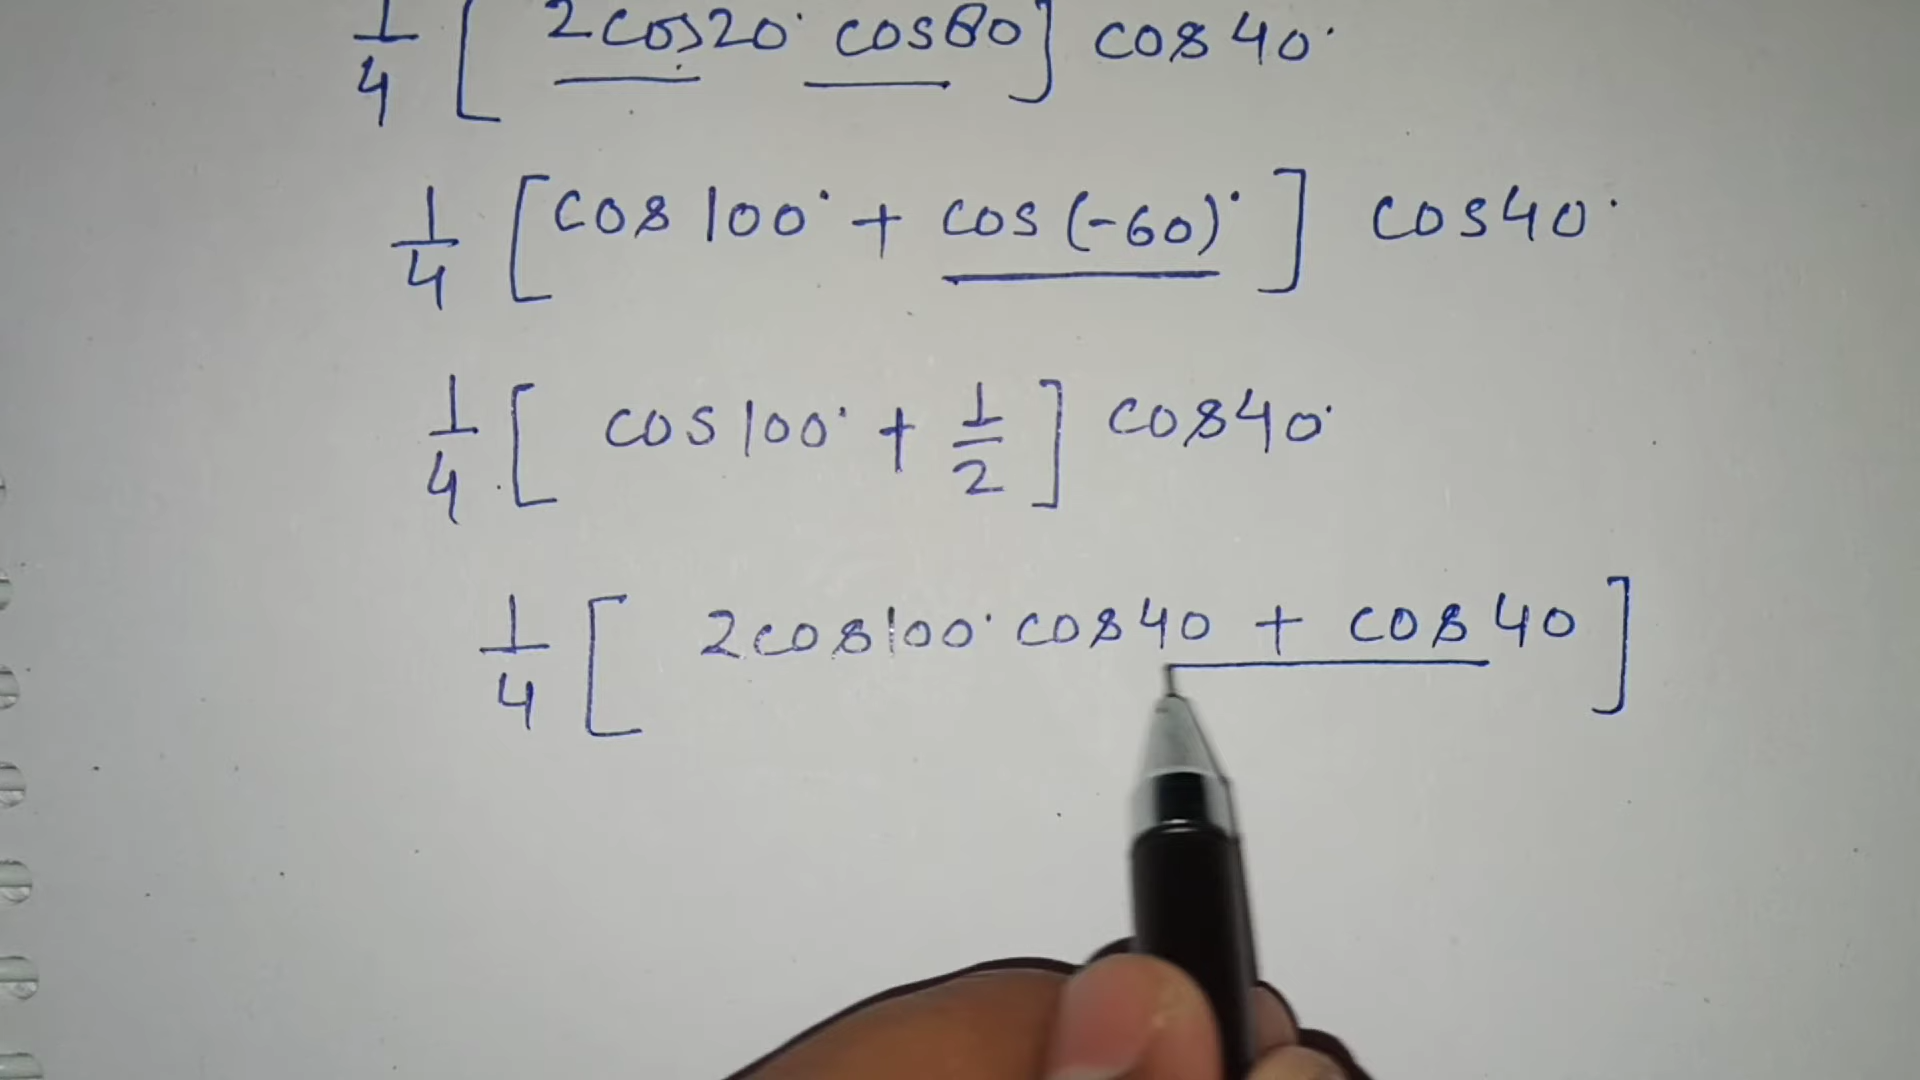 1/4 [ 2cos20° cos80 ] cos40°
1/4 [ cos100° + cos(-60)° ] cos40°
1/4 [ cos100° + 1/2 ] cos40°
1/4 [ 2cos100° cos40 + cos40 ]